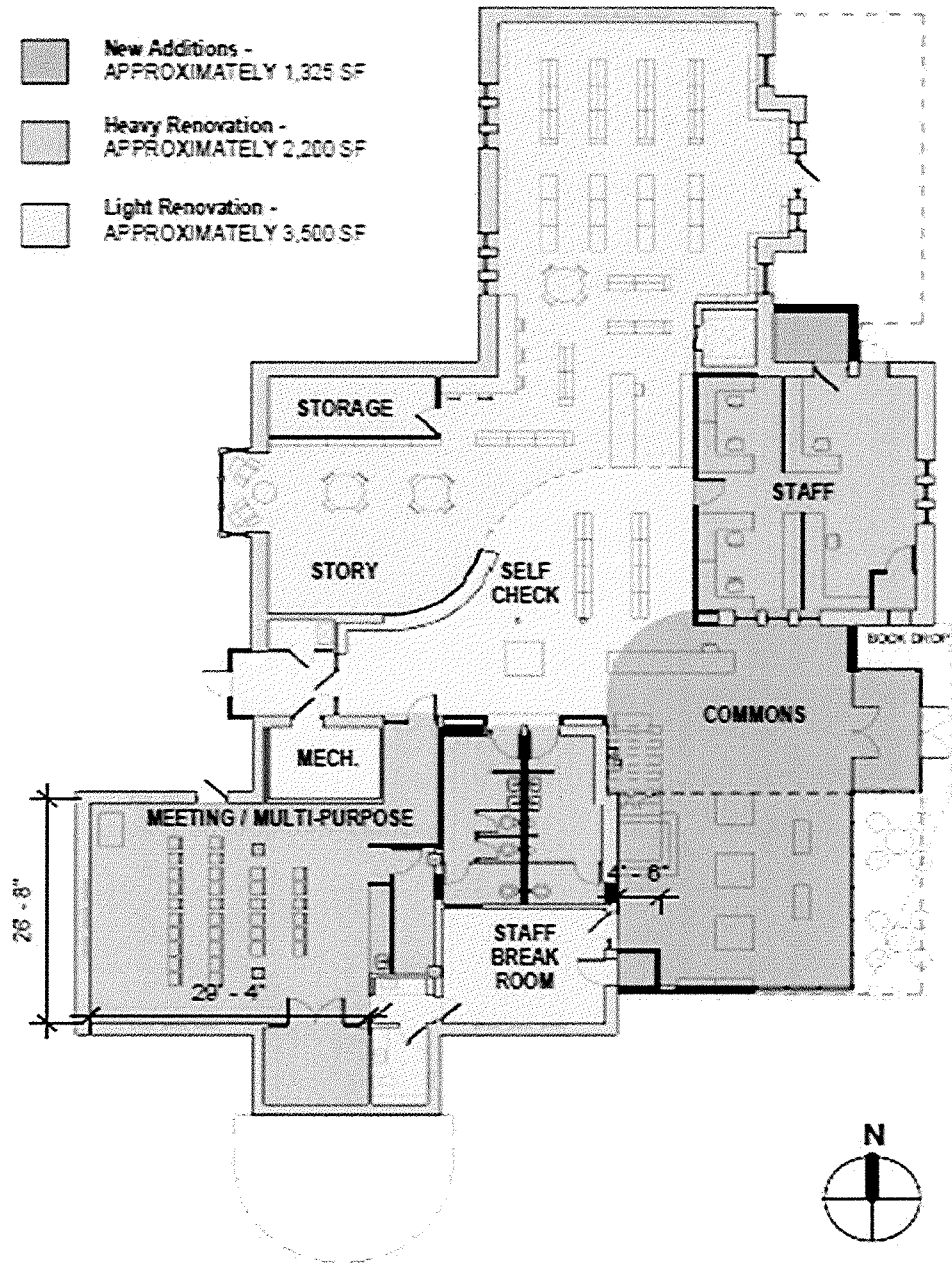 New Additions -
APPROXIMATELY 1,325 SF
Heavy Renovation -
APPROXIMATELY 2,200 SF
Light Renovation -
APPROXIMATELY 3,500 SF
STORAGE
STAFF
STORY
SELF
CHECK
BOOK DROP
COMMONS
MECH.
MEETING / MULTI-PURPOSE
4' - 6"
26' - 8"
STAFF
BREAK
ROOM
29' - 4"
N